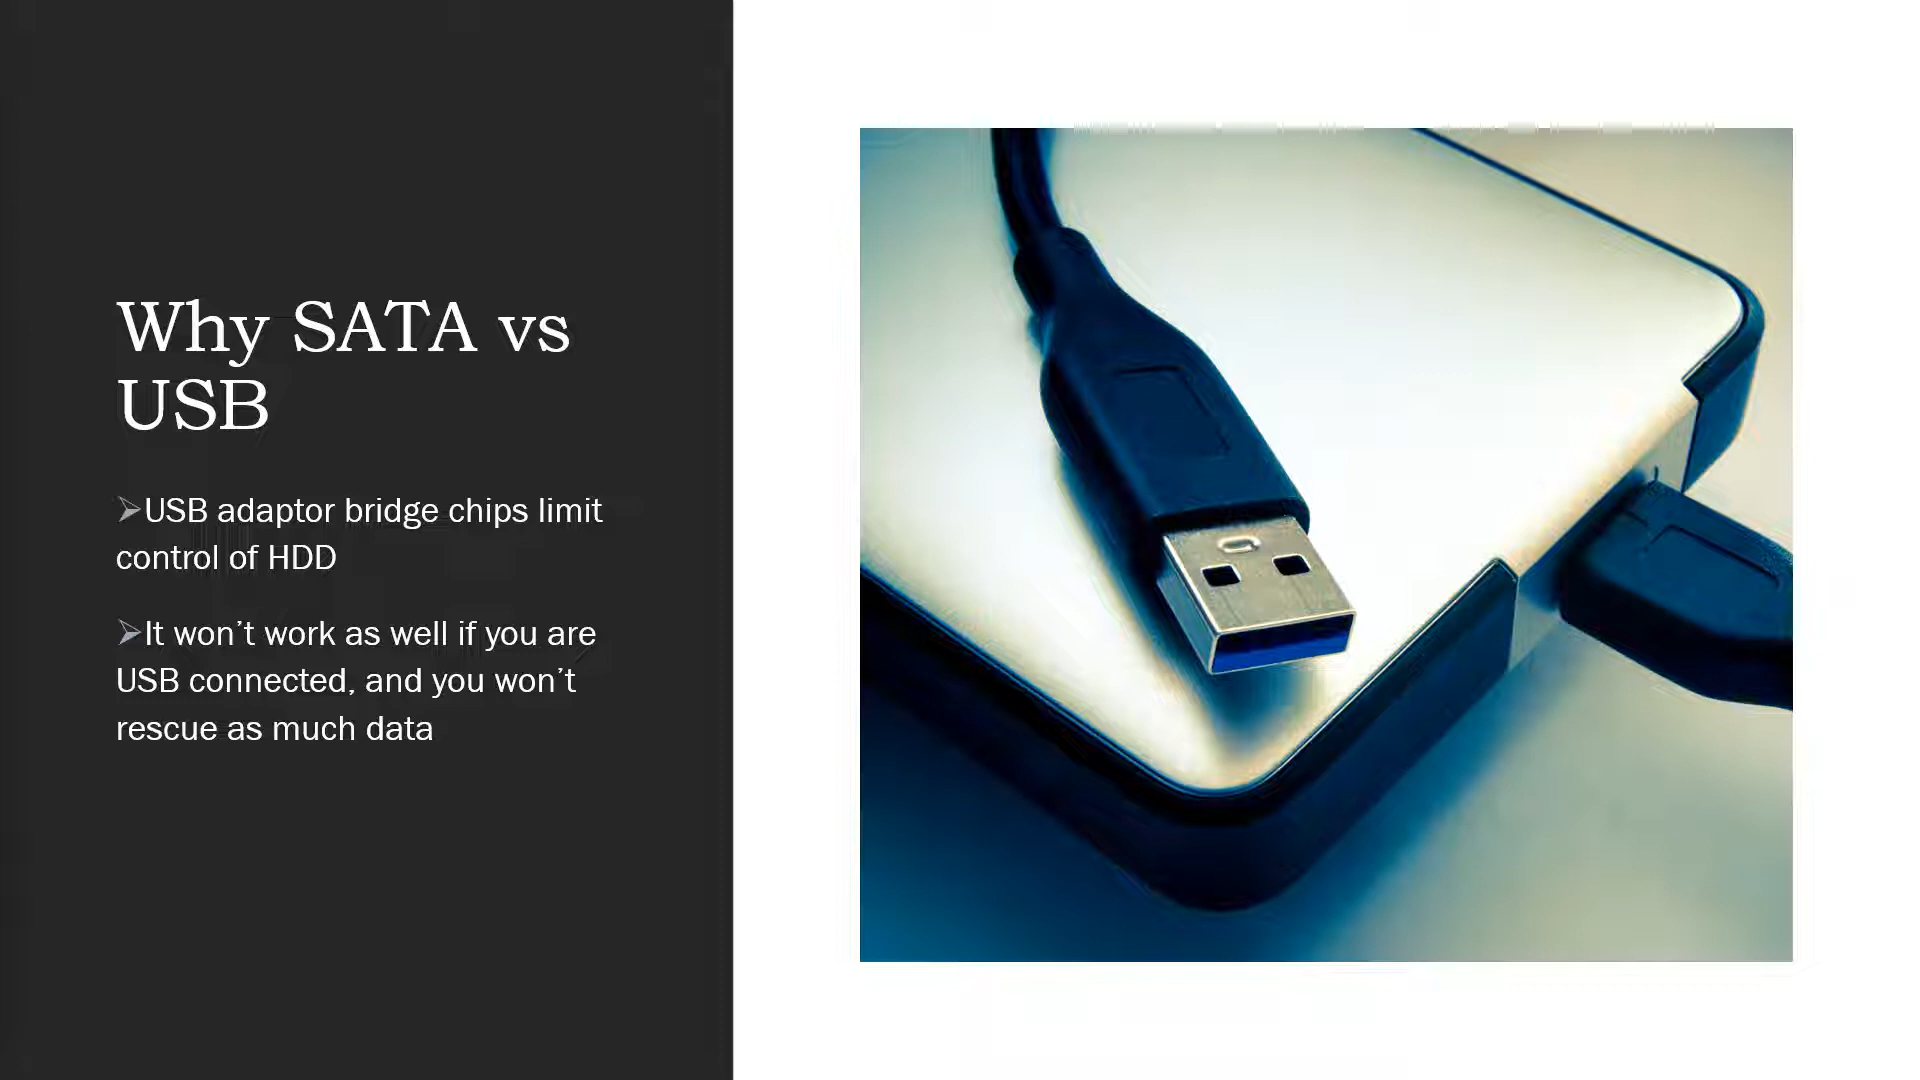 Why SATA vs
USB
➢USB adaptor bridge chips limit
control of HDD
➢It won’t work as well if you are
USB connected, and you won’t
rescue as much data